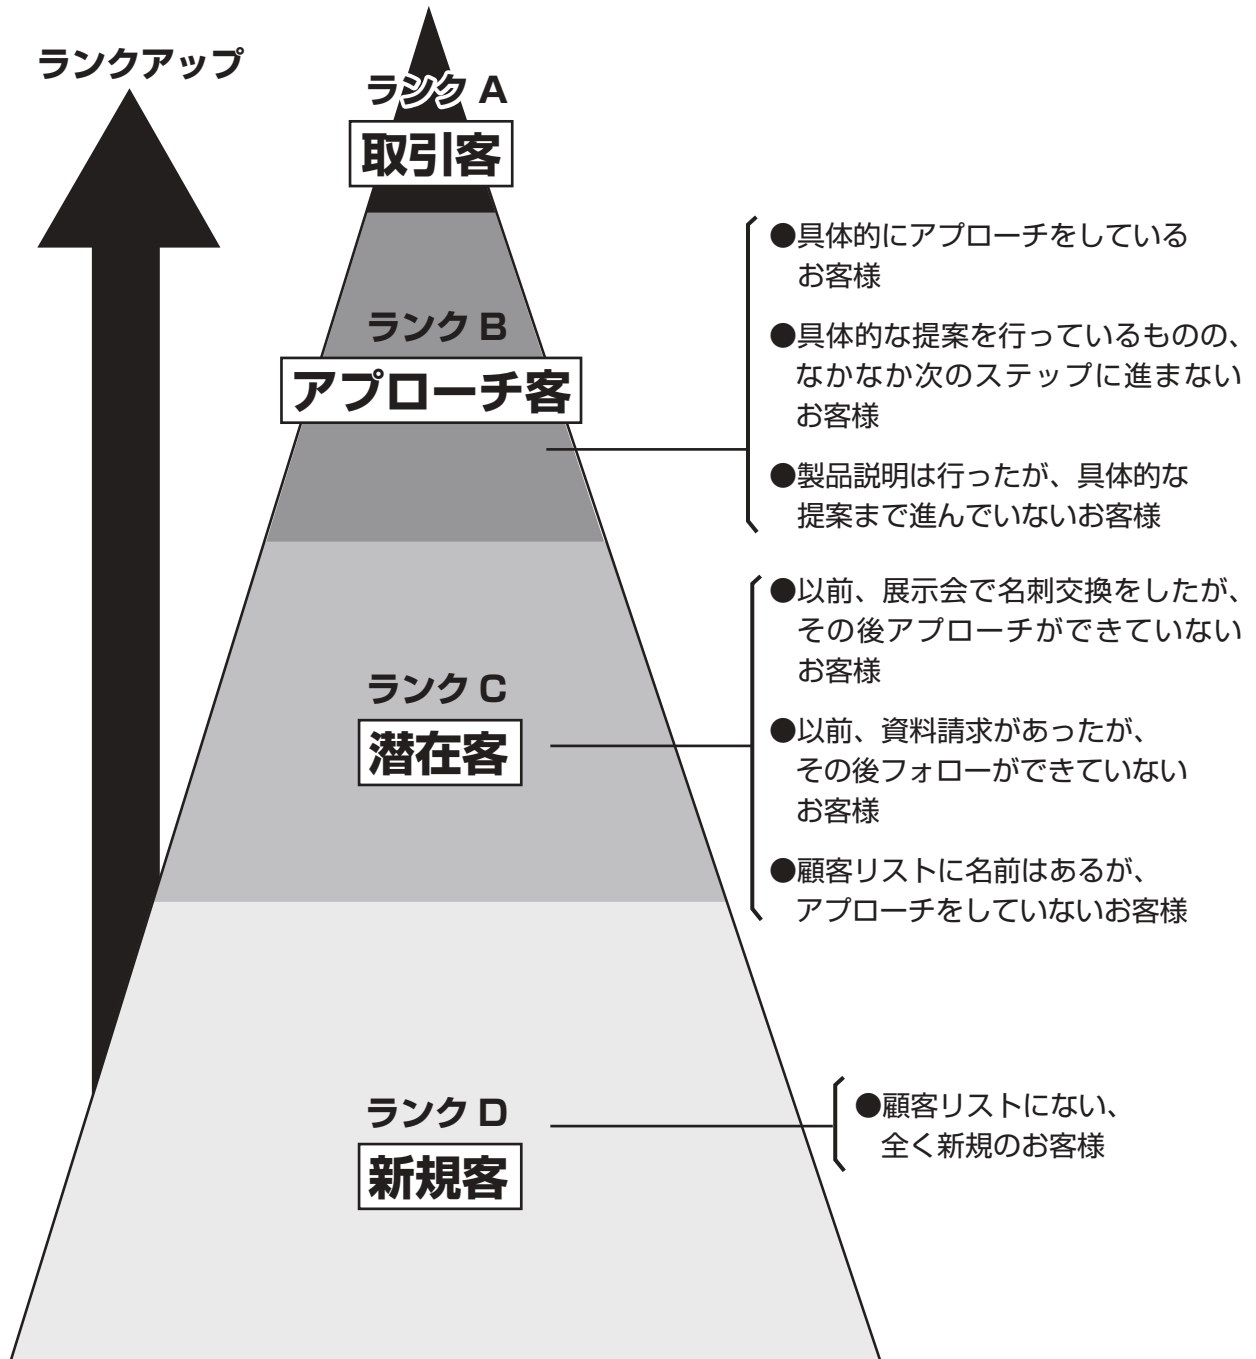 ランクアップ
ランク A
取引客
ランク B
アプローチ客
●具体的にアプローチをしている
お客様
●具体的な提案を行っているものの、
なかなか次のステップに進まない
お客様
●製品説明は行ったが、具体的な
提案まで進んでいないお客様
ランク C
潜在客
●以前、展示会で名刺交換をしたが、
その後アプローチができていない
お客様
●以前、資料請求があったが、
その後フォローができていない
お客様
●顧客リストに名前はあるが、
アプローチをしていないお客様
ランク D
新規客
●顧客リストにない、
全く新規のお客様